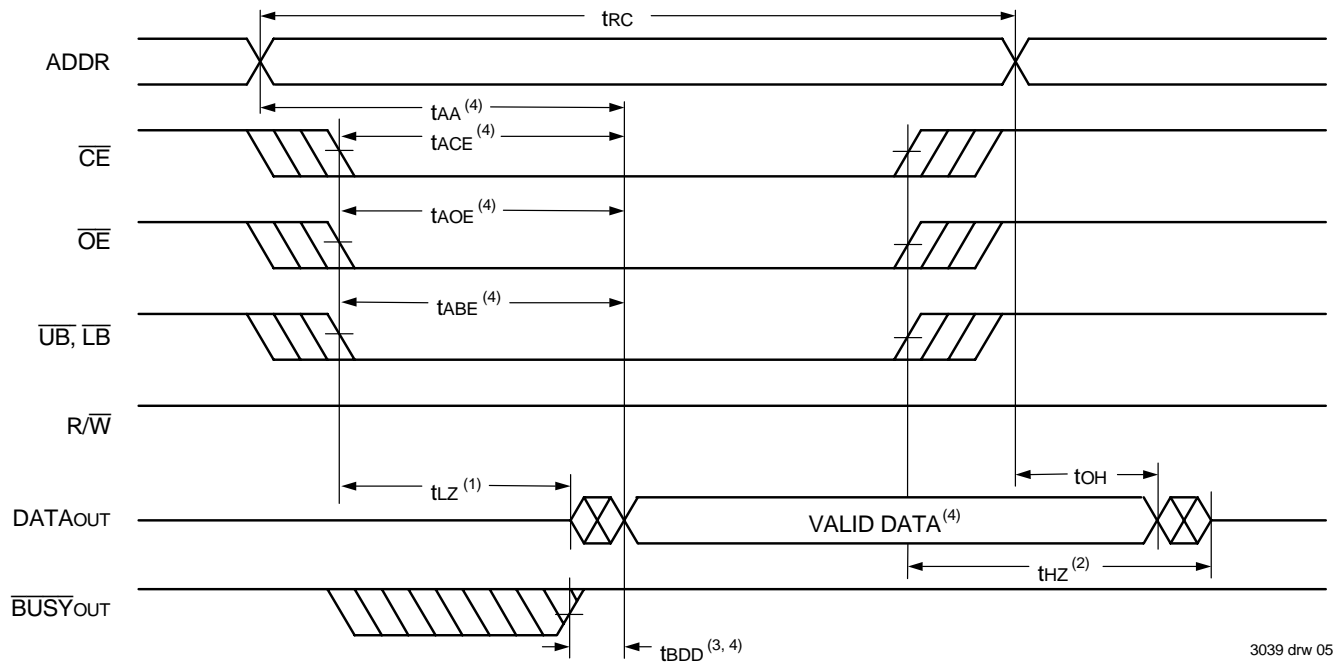 tRC
ADDR
tAA (4)
CE
tACE (4)
OE
tAOE (4)
UB, LB
tABE (4)
R/W
tOH
DATAOUT
tLZ (1)
VALID DATA(4)
tHZ (2)
BUSYOUT
tBDD (3, 4)
3039 drw 05